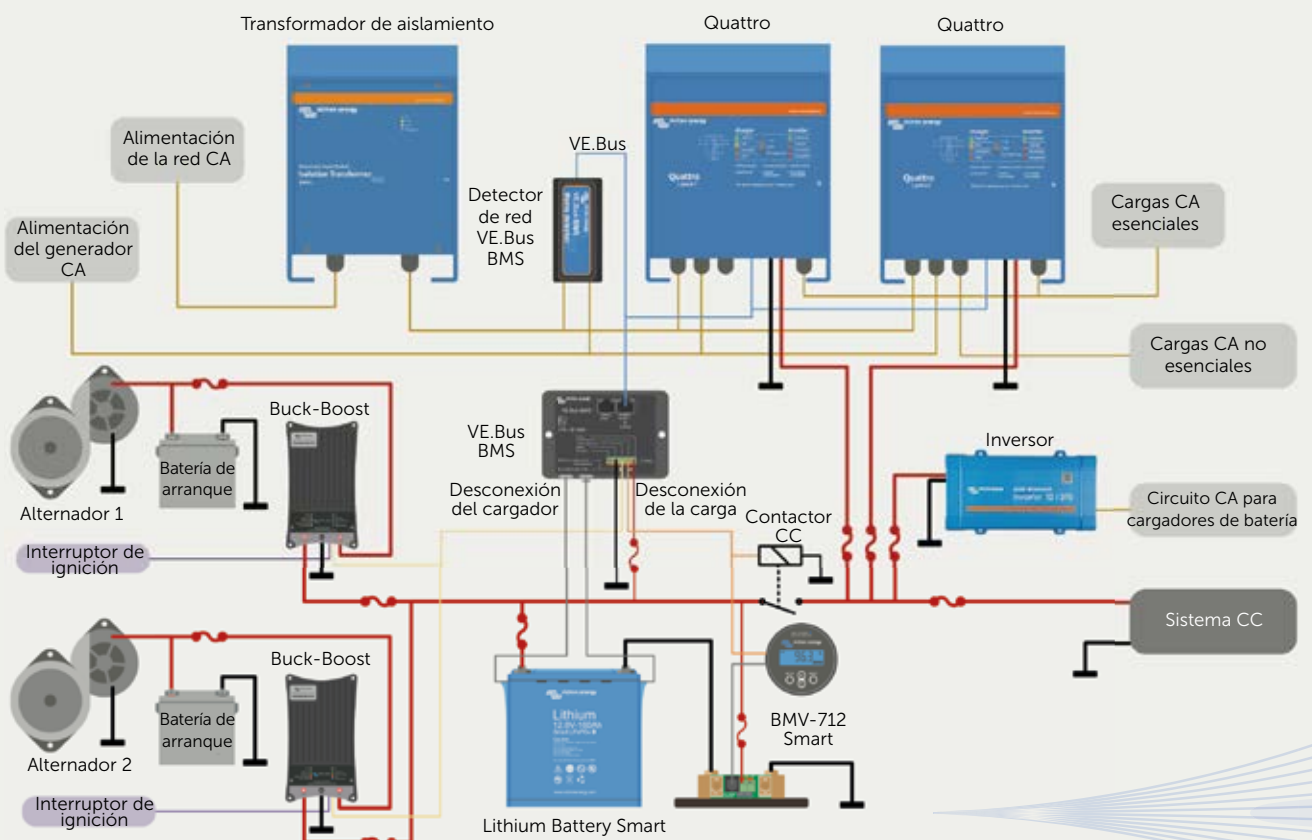 Transformador de aislamiento
Quattro
Quattro
Alimentación
de la red CA
VE.Bus
Detector
de red
VE.Bus
BMS
Cargas CA
esenciales
Alimentación
del generador
CA
Isolation Transformer
Quattro
Quattro
Cargas CA no
esenciales
Buck-Boost
VE.Bus
BMS
Inversor
Batería de
arranque
Alternador 1
Desconexión
del cargador
Desconexión
de la carga
Contactor
CC
Circuito CA para
cargadores de batería
Interruptor de
ignición
Sistema CC
Buck-Boost
Batería de
arranque
Lithium
BMV-712
Smart
Alternador 2
Interruptor de
ignición
Lithium Battery Smart